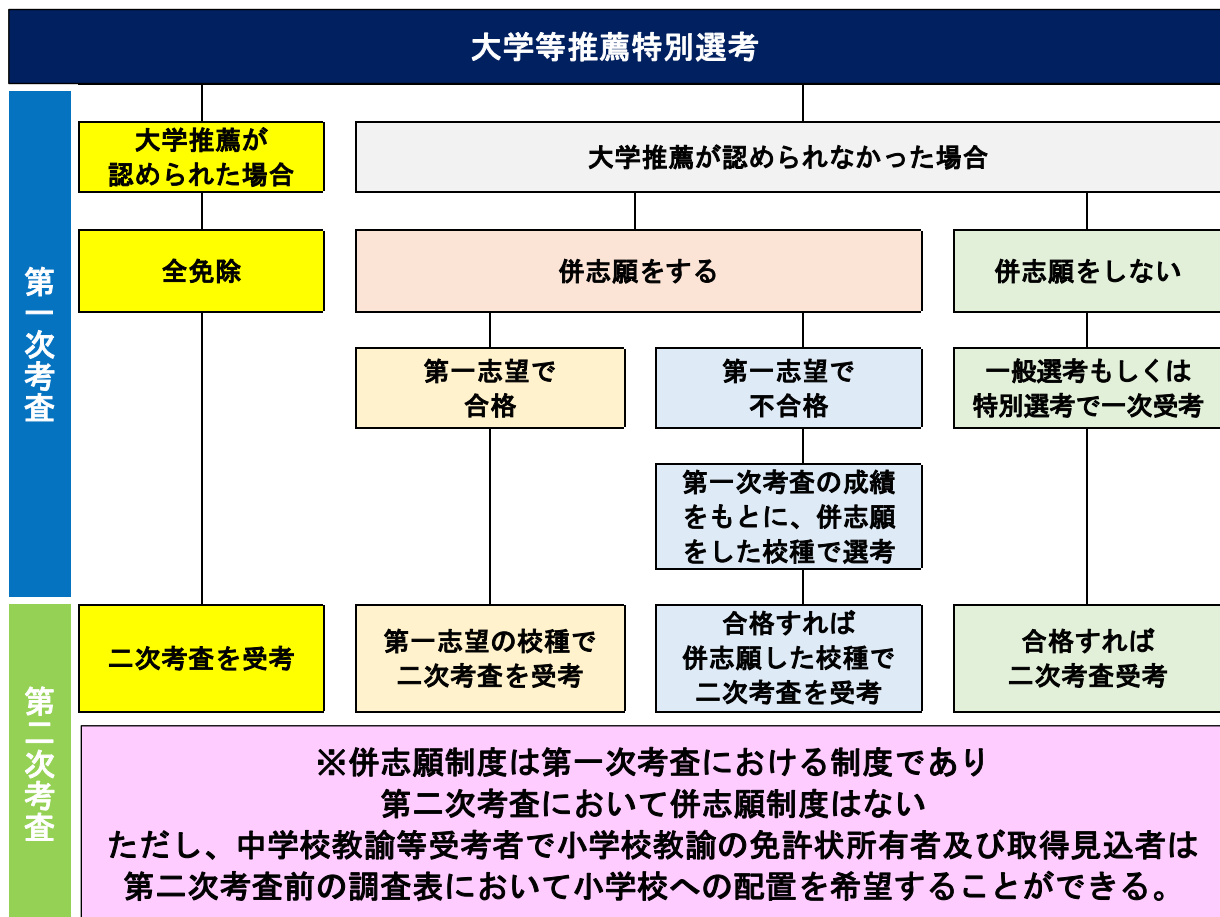 大学等推薦特別選考
第一次考査
大学推薦が
認められた場合
大学推薦が認められなかった場合
全免除
併志願をする
併志願をしない
第一志望で
合格
第一志望で
不合格
一般選考もしくは
特別選考で一次受考
第一次考査の成績
をもとに、併志願
をした校種で選考
第二次考査
二次考査を受考
第一志望の校種で
二次考査を受考
合格すれば
併志願した校種で
二次考査を受考
合格すれば
二次考査受考
※併志願制度は第一次考査における制度であり
第二次考査において併志願制度はない
ただし、中学校教諭等受考者で小学校教諭の免許状所有者及び取得見込者は
第二次考査前の調査表において小学校への配置を希望することができる。